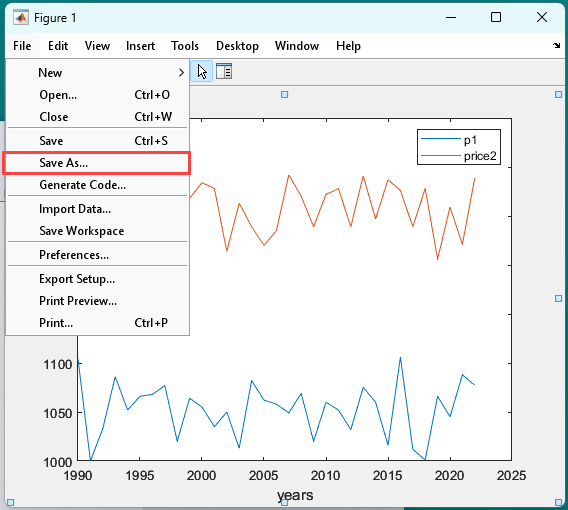 Figure 1
File Edit View Insert Tools Desktop Window Help
New
Open... Ctrl+O
Close Ctrl+W
Save Ctrl+S
Save As...
Generate Code...
Import Data...
Save Workspace
Preferences...
Export Setup...
Print Preview...
Print... Ctrl+P
p1
price2
1100
1050
1000
1990 1995 2000 2005 2010 2015 2020 2025
years